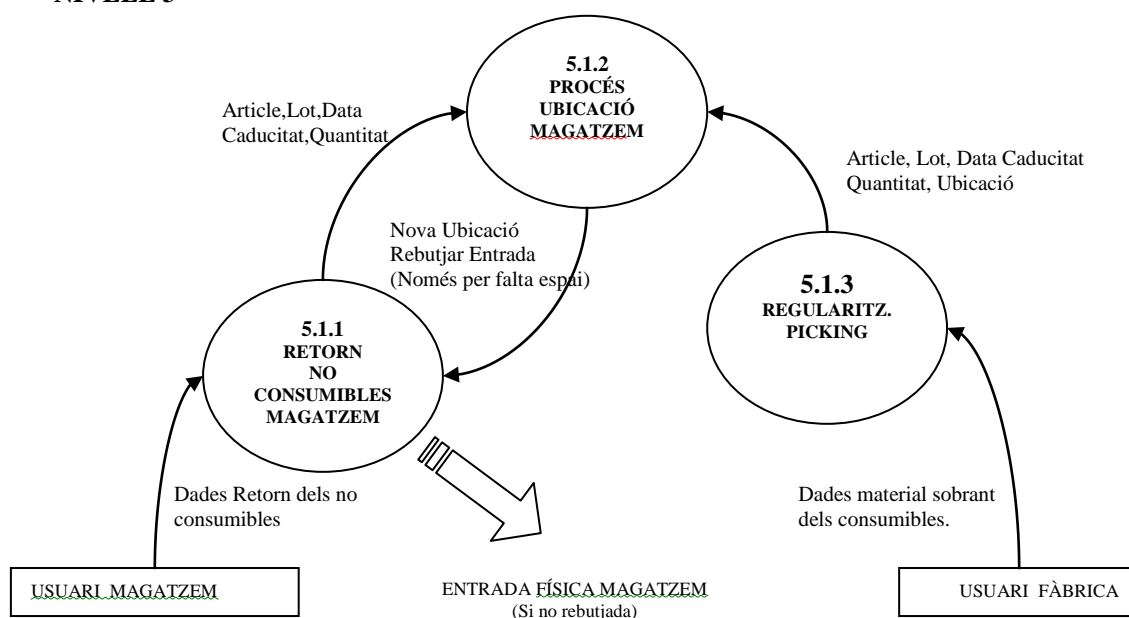 5.1.2
PROCÉS
UBICACIÓ
MAGATZEM
Article,Lot,Data
Caducitat,Quantitat
Article, Lot, Data Caducitat
Quantitat, Ubicació
Nova Ubicació
Rebutjar Entrada
(Només per falta espai)
5.1.3
REGULARITZ.
PICKING
5.1.1
RETORN
NO
CONSUMIBLES
MAGATZEM
Dades Retorn dels no
consumibles
Dades material sobrant
dels consumibles.
USUARI MAGATZEM
ENTRADA FÍSICA MAGATZEM
(Si no rebutjada)
USUARI FÀBRICA